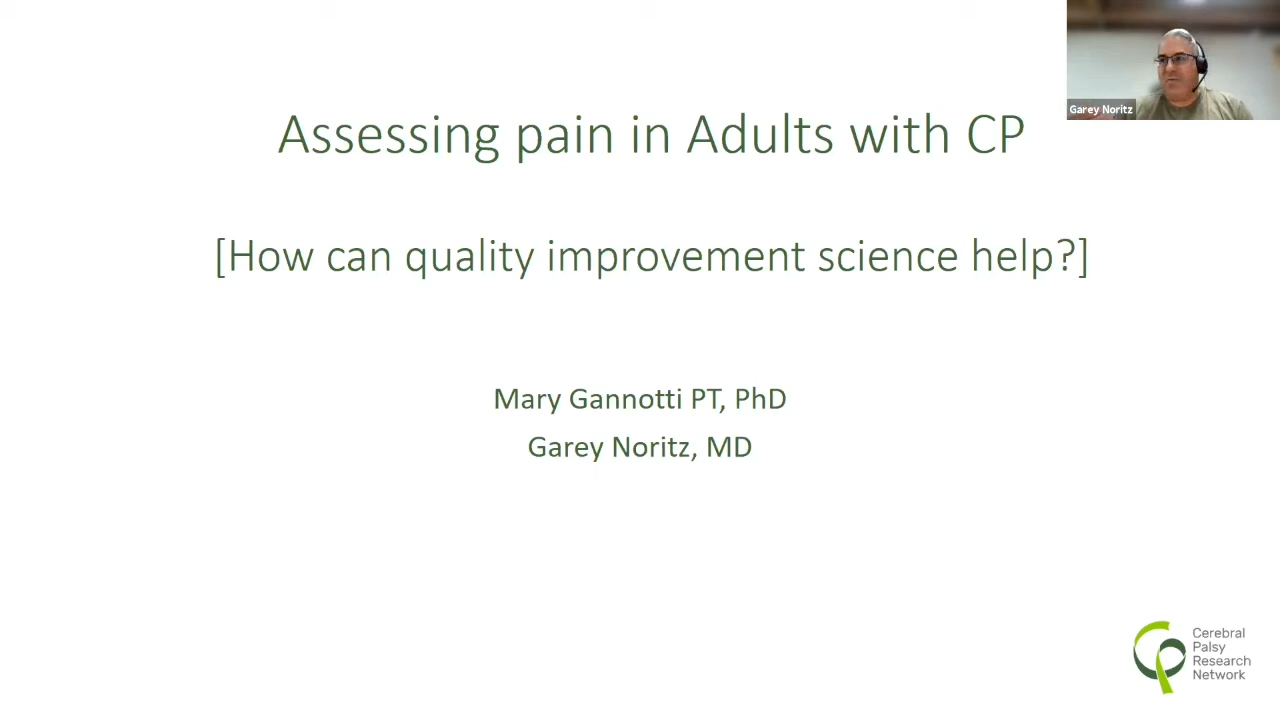 Garey Noritz
Assessing pain in Adults with CP
[How can quality improvement science help?]
Mary Gannotti PT, PhD
Garey Noritz, MD
Cerebral
Palsy
Research
Network